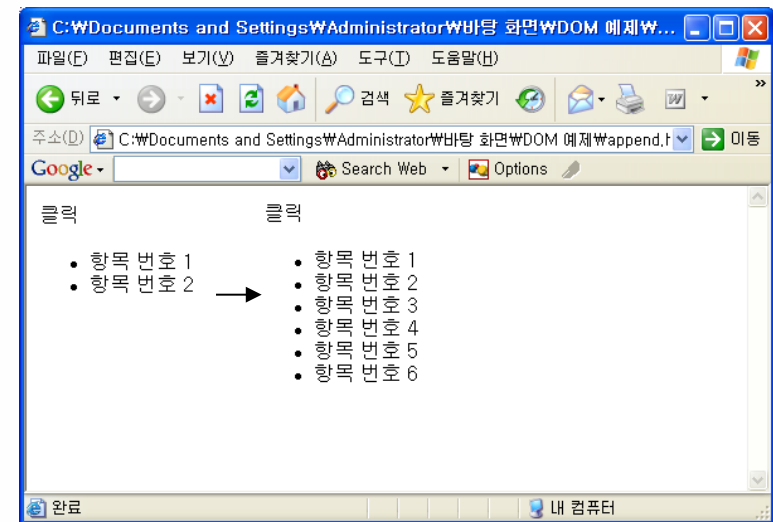 C:₩Documents and Settings₩Administrator₩바탕 화면₩DOM 예제₩...
파일(F) 편집(E) 보기(V) 즐겨찾기(A) 도구(T) 도움말(H)
뒤로 검색 즐겨찾기 W »
주소(D) C:₩Documents and Settings₩Administrator₩바탕 화면₩DOM 예제₩append.h 이동
Google Search Web Options
클릭
• 항목 번호 1
• 항목 번호 2
클릭
• 항목 번호 1
• 항목 번호 2
• 항목 번호 3
• 항목 번호 4
• 항목 번호 5
• 항목 번호 6
완료 내 컴퓨터